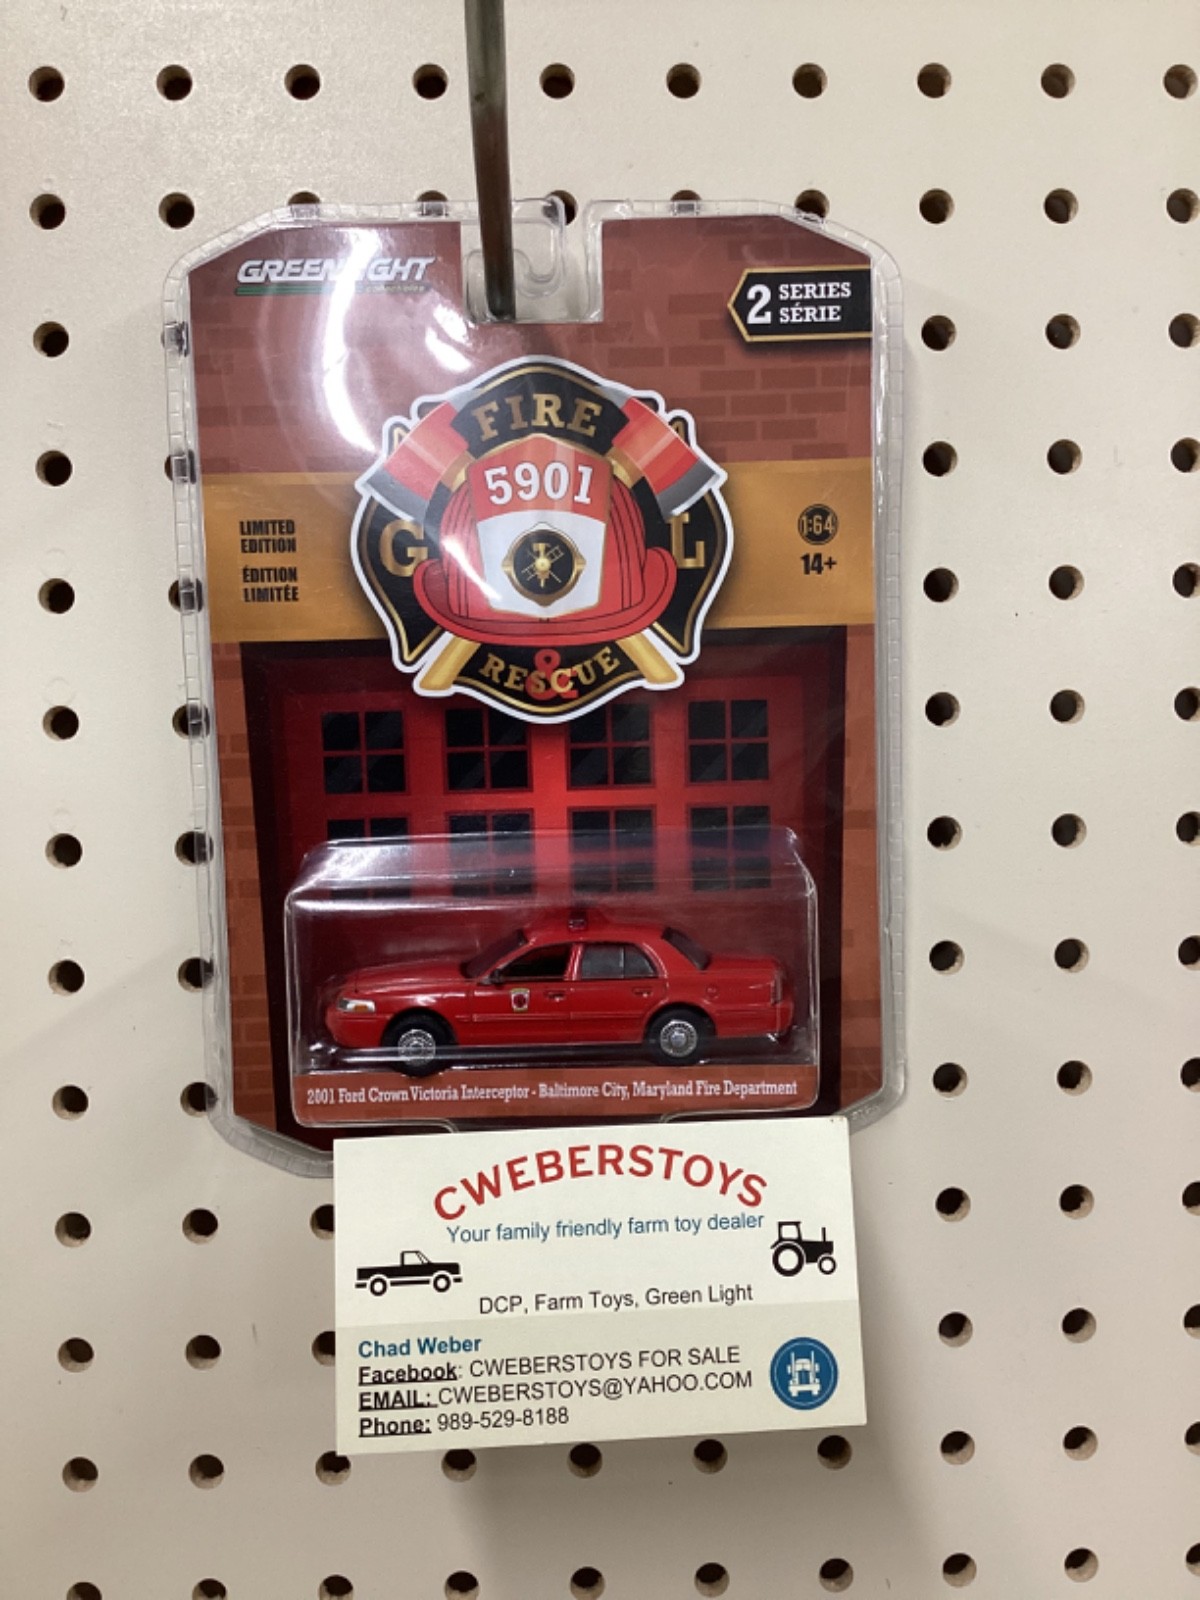 GREENLIGHT
collectibles
2 SERIES
SÉRIE
FIRE
5901
G L
& RESCUE
LIMITED
EDITION
ÉDITION
LIMITÉE
1:64
14+
2001 Ford Crown Victoria Interceptor - Baltimore City, Maryland Fire Department
CWEBERSTOYS
Your family friendly farm toy dealer
DCP, Farm Toys, Green Light
Chad Weber
Facebook: CWEBERSTOYS FOR SALE
EMAIL: CWEBERSTOYS@YAHOO.COM
Phone: 989-529-8188